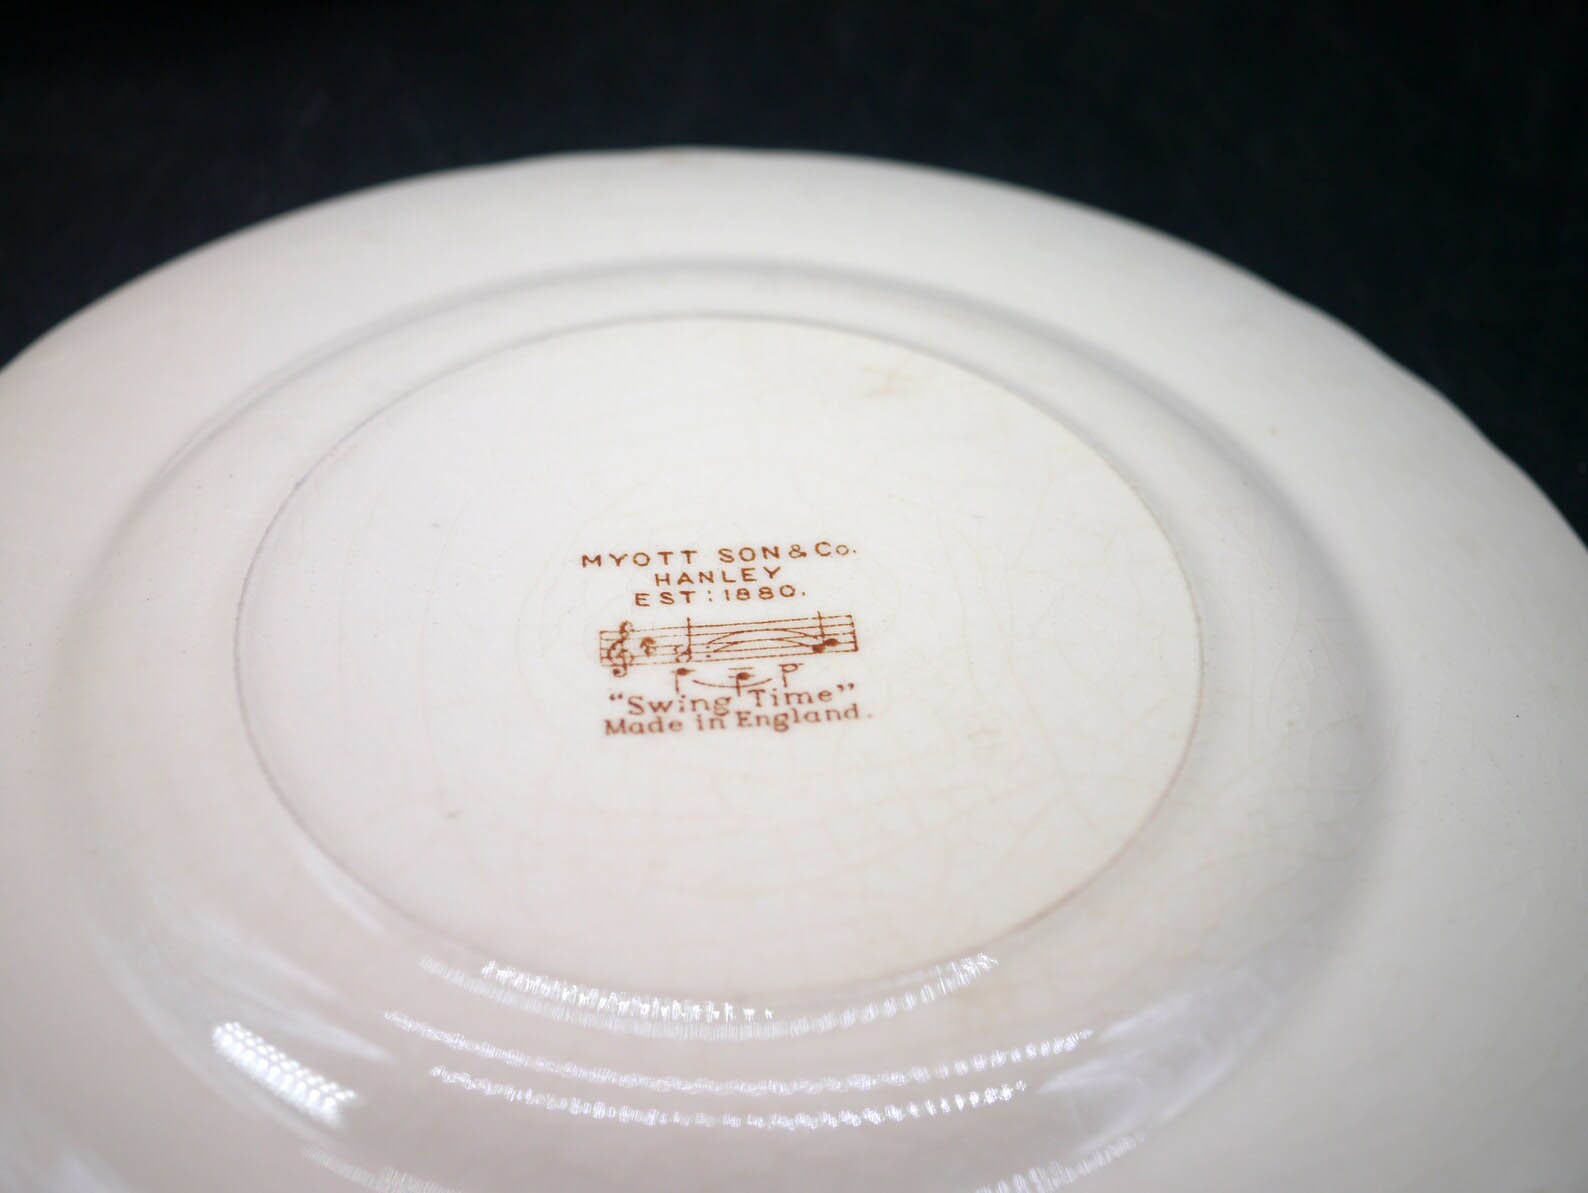 MYOTT SON & Co.
HANLEY
EST: 1880.
"Swing Time"
Made in England.